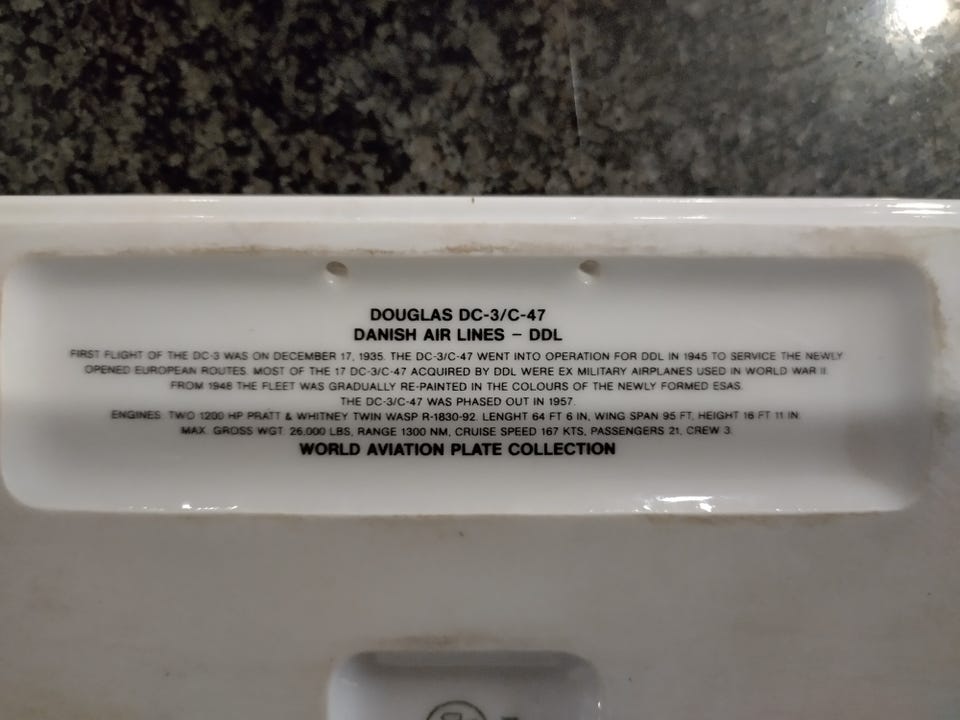 DOUGLAS DC-3/C-47
DANISH AIR LINES – DDL
FIRST FLIGHT OF THE DC-3 WAS ON DECEMBER 17, 1935. THE DC-3/C-47 WENT INTO OPERATION FOR DDL IN 1945 TO SERVICE THE NEWLY
OPENED EUROPEAN ROUTES. MOST OF THE 17 DC-3/C-47 ACQUIRED BY DDL WERE EX MILITARY AIRPLANES USED IN WORLD WAR II.
FROM 1948 THE FLEET WAS GRADUALLY RE-PAINTED IN THE COLOURS OF THE NEWLY FORMED ESAS.
THE DC-3/C-47 WAS PHASED OUT IN 1957.
ENGINES: TWO 1200 HP PRATT & WHITNEY TWIN WASP R-1830-92. LENGHT 64 FT 6 IN, WING SPAN 95 FT, HEIGHT 16 FT 11 IN.
MAX. GROSS WGT. 26,000 LBS, RANGE 1300 NM, CRUISE SPEED 167 KTS, PASSENGERS 21, CREW 3.
WORLD AVIATION PLATE COLLECTION